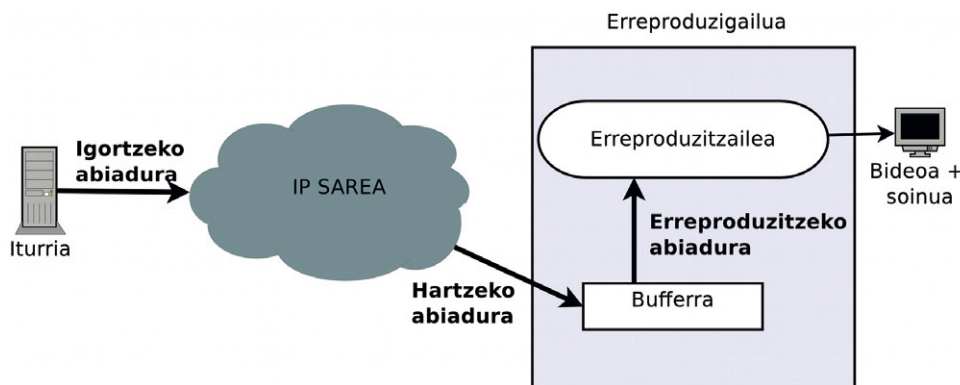 Erreproduzigailua
Igortzeko
abiadura
IP SAREA
Iturria
Erreproduzitzailea
Bideoa +
soinua
Erreproduzitzeko
abiadura
Hartzeko
abiadura
Bufferra